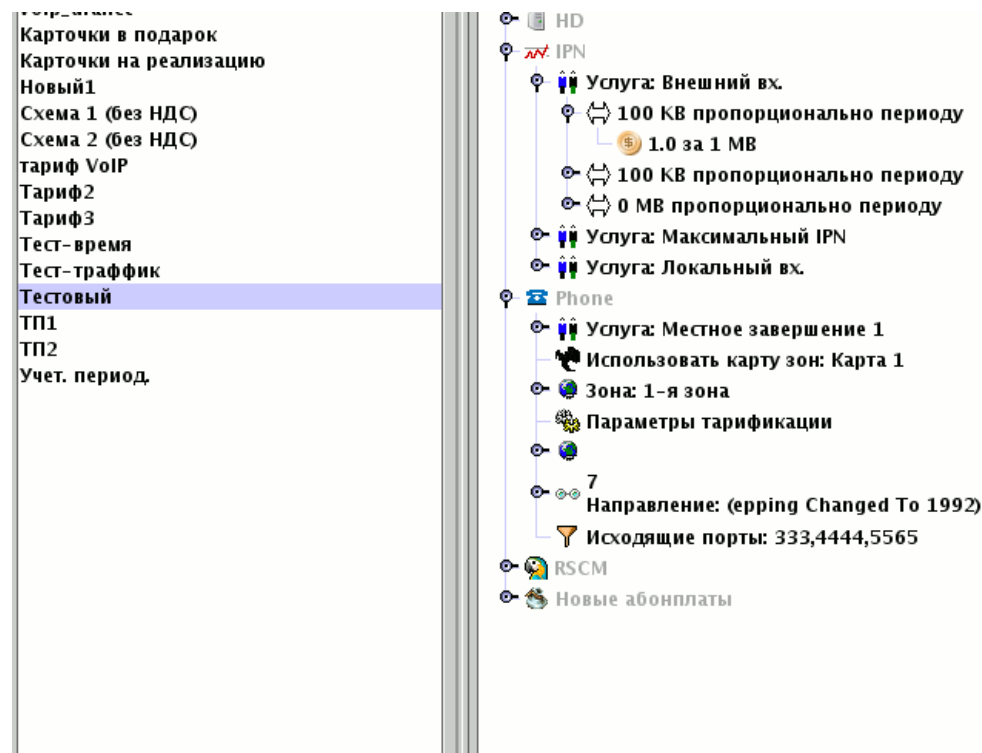 Карточки в подарок
Карточки на реализацию
Новый1
Схема 1 (без НДС)
Схема 2 (без НДС)
тариф VoIP
Тариф2
Тариф3
Тест-время
Тест-траффик
Тестовый
ТП1
ТП2
Учет. период.
HD
IPN
Услуга: Внешний вх.
100 KB пропорционально периоду
1.0 за 1 MB
100 KB пропорционально периоду
0 MB пропорционально периоду
Услуга: Максимальный IPN
Услуга: Локальный вх.
Phone
Услуга: Местное завершение 1
Использовать карту зон: Карта 1
Зона: 1-я зона
Параметры тарификации
7
Направление: (epping Changed To 1992)
Исходящие порты: 333,4444,5565
RSCM
Новые абонплаты